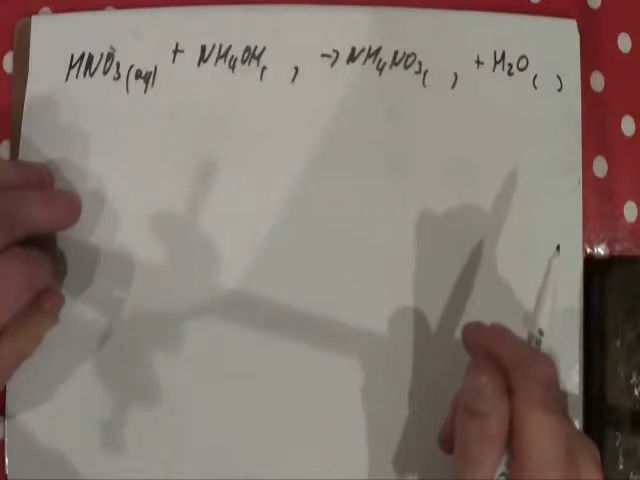 HNO3(aq) + NH4OH( ) → NH4NO3( ) + H2O( )